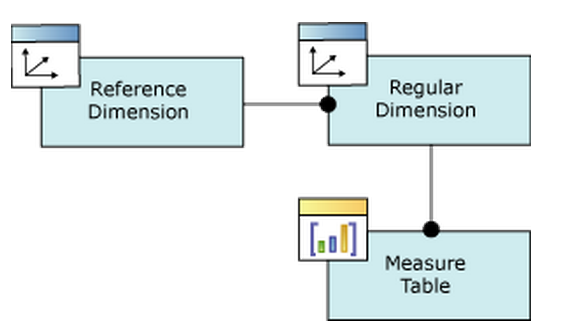 Reference
Dimension
Regular
Dimension
Measure
Table